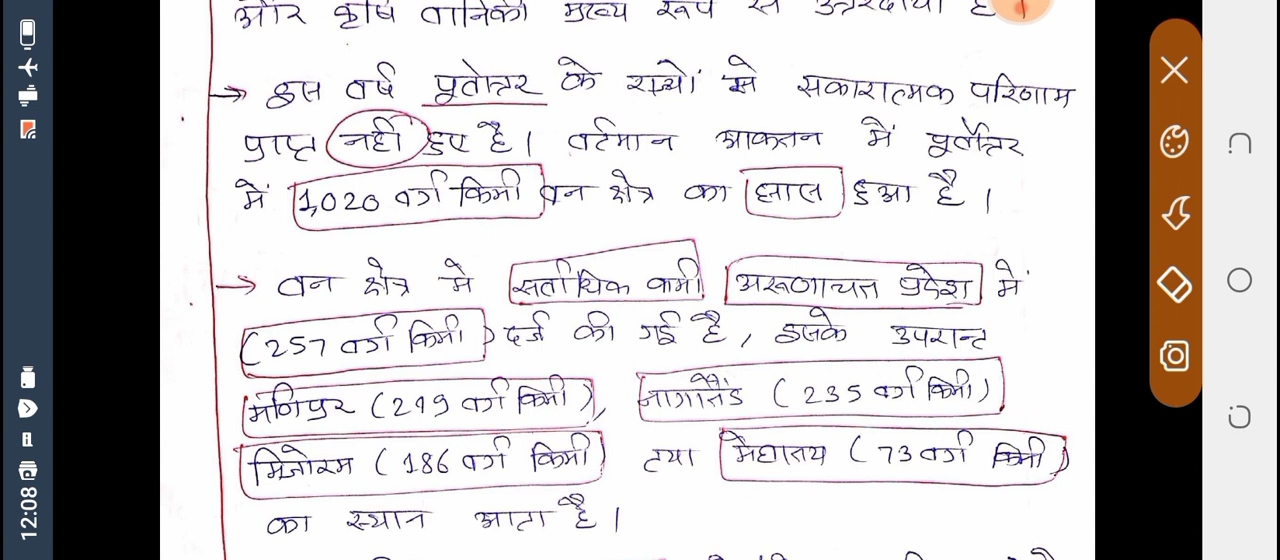 और कृषि वानिकी मुख्य रूप से उत्तरदायी है।
→ इस वर्ष पूर्वोत्तर के राज्यों से सकारात्मक परिणाम
प्राप्त नहीं हुए है। वर्तमान आकलन में पूर्वोत्तर
में 1,020 वर्ग किमी वन क्षेत्र का ह्रास हुआ है।
→ वन क्षेत्र मे सर्वाधिक कमी अरूणाचल प्रदेश में
(257 वर्ग किमी) दर्ज की गई है, इसके उपरान्त
मणिपुर (249 वर्ग किमी), नागालैंड (235 वर्ग किमी)
मिजोरम (186 वर्ग किमी) तथा मेघालय (73 वर्ग किमी)
का स्थान आता है।
12:08